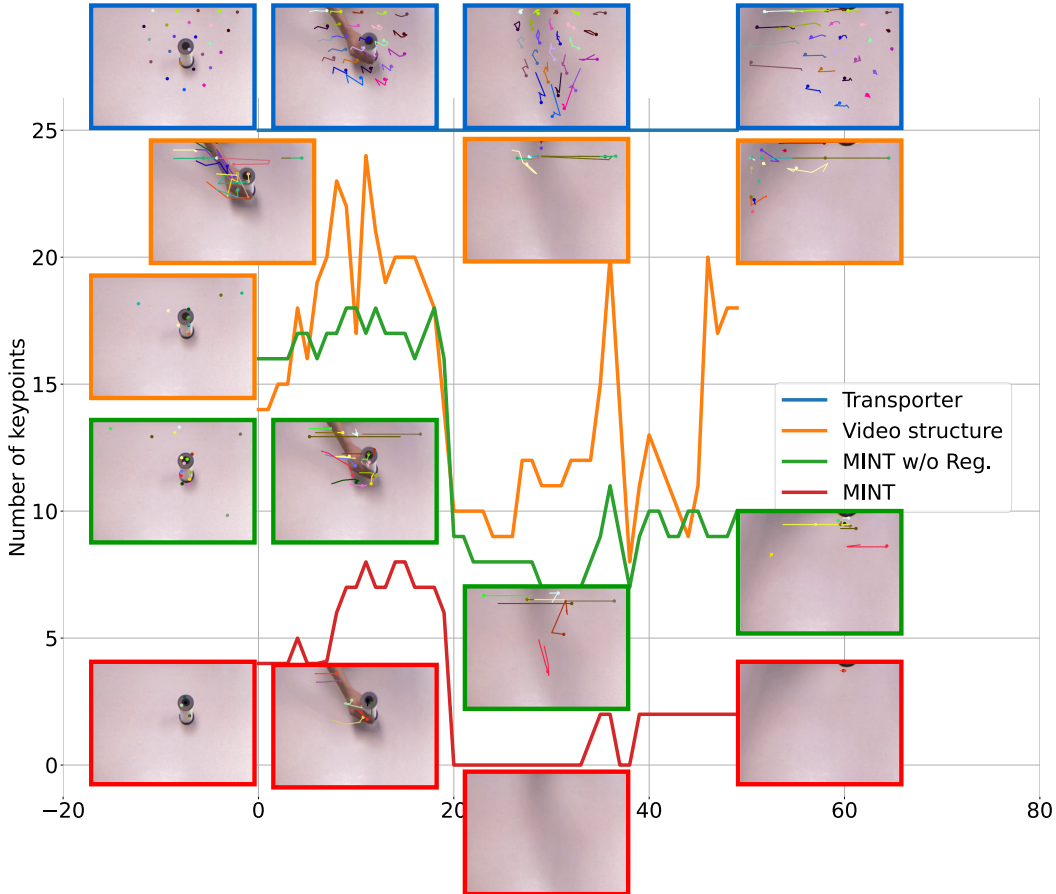 25
20
15
10
5
0
Number of keypoints
Transporter
Video structure
MINT w/o Reg.
MINT
−20
0
20
40
60
80